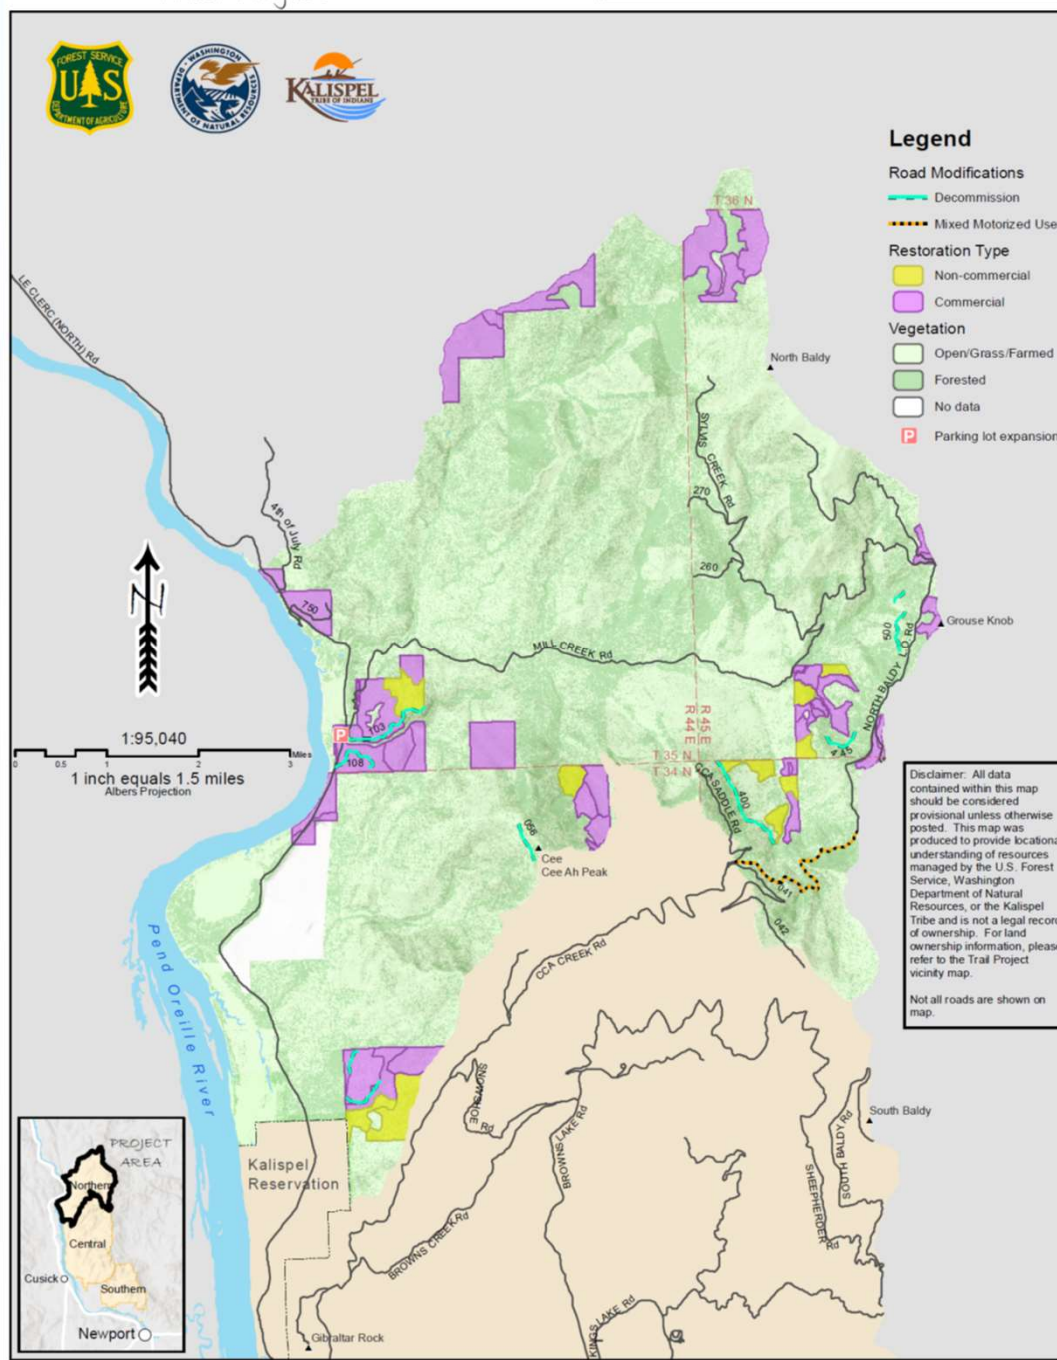 FOREST SERVICE
US
DEPARTMENT OF AGRICULTURE
WASHINGTON
DEPARTMENT OF NATURAL RESOURCES
KALISPEL
TRIBE OF INDIANS
Legend
Road Modifications
Decommission
Mixed Motorized Use
Restoration Type
Non-commercial
Commercial
Vegetation
Open/Grass/Farmed
Forested
No data
P Parking lot expansion
T 36 N
LE CLERC (NORTH) Rd
North Baldy
SYLVIS CREEK Rd
270
4th of July Rd
260
750
Grouse Knob
500
MILL CREEK Rd
NORTH BALDY L.O Rd
N
R 44 E
R 45 E
103
P
445
1:95,040
0 0.5 1 2 3 Miles
1 inch equals 1.5 miles
Albers Projection
108
T 35 N
T 34 N
CCA SADDLE Rd
400
056
Cee
Cee Ah Peak
041
042
Disclaimer: All data
contained within this map
should be considered
provisional unless otherwise
posted. This map was
produced to provide locationa
understanding of resources
managed by the U.S. Forest
Service, Washington
Department of Natural
Resources, or the Kalispel
Tribe and is not a legal record
of ownership. For land
ownership information, please
refer to the Trail Project
vicinity map.
Not all roads are shown on
map.
CCA CREEK Rd
Pend Oreille River
SNOWSHOE Rd
BROWNS LAKE Rd
South Baldy
SOUTH BALDY Rd
SHEEPHERDER Rd
Kalispel
Reservation
BROWNS CREEK Rd
KINGS LAKE Rd
Gibraltar Rock
PROJECT
AREA
Northern
Central
Cusick
Southern
Newport